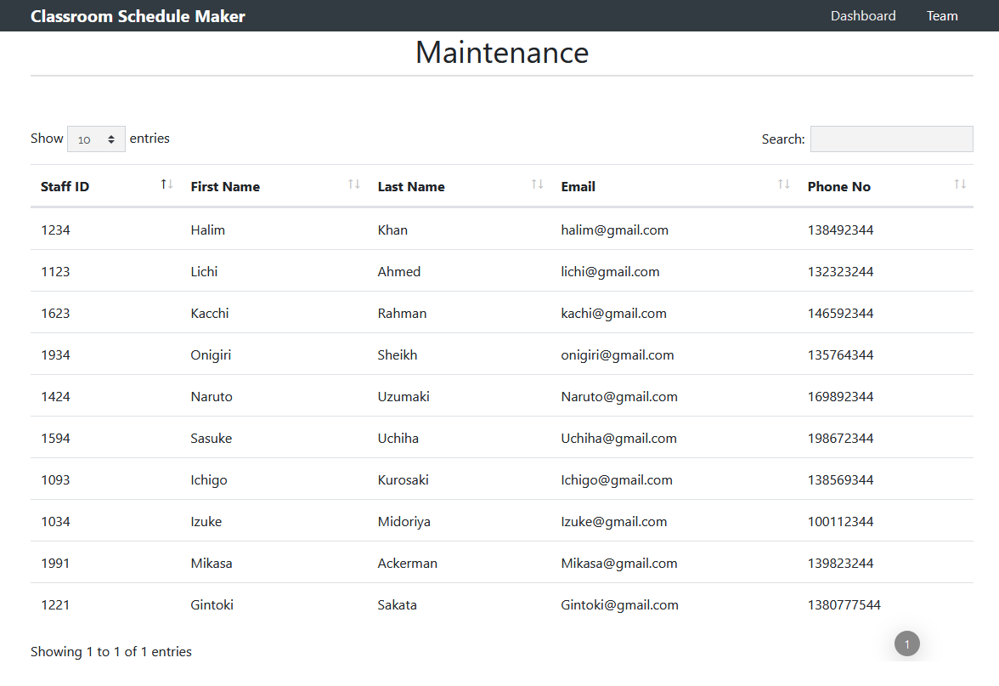 Classroom Schedule Maker Dashboard Team
Maintenance
Show 10 entries Search:
Staff ID First Name Last Name Email Phone No
1234 Halim Khan halim@gmail.com 138492344
1123 Lichi Ahmed lichi@gmail.com 132323244
1623 Kacchi Rahman kachi@gmail.com 146592344
1934 Onigiri Sheikh onigiri@gmail.com 135764344
1424 Naruto Uzumaki Naruto@gmail.com 169892344
1594 Sasuke Uchiha Uchiha@gmail.com 198672344
1093 Ichigo Kurosaki Ichigo@gmail.com 138569344
1034 Izuke Midoriya Izuke@gmail.com 100112344
1991 Mikasa Ackerman Mikasa@gmail.com 139823244
1221 Gintoki Sakata Gintoki@gmail.com 1380777544
Showing 1 to 1 of 1 entries 1